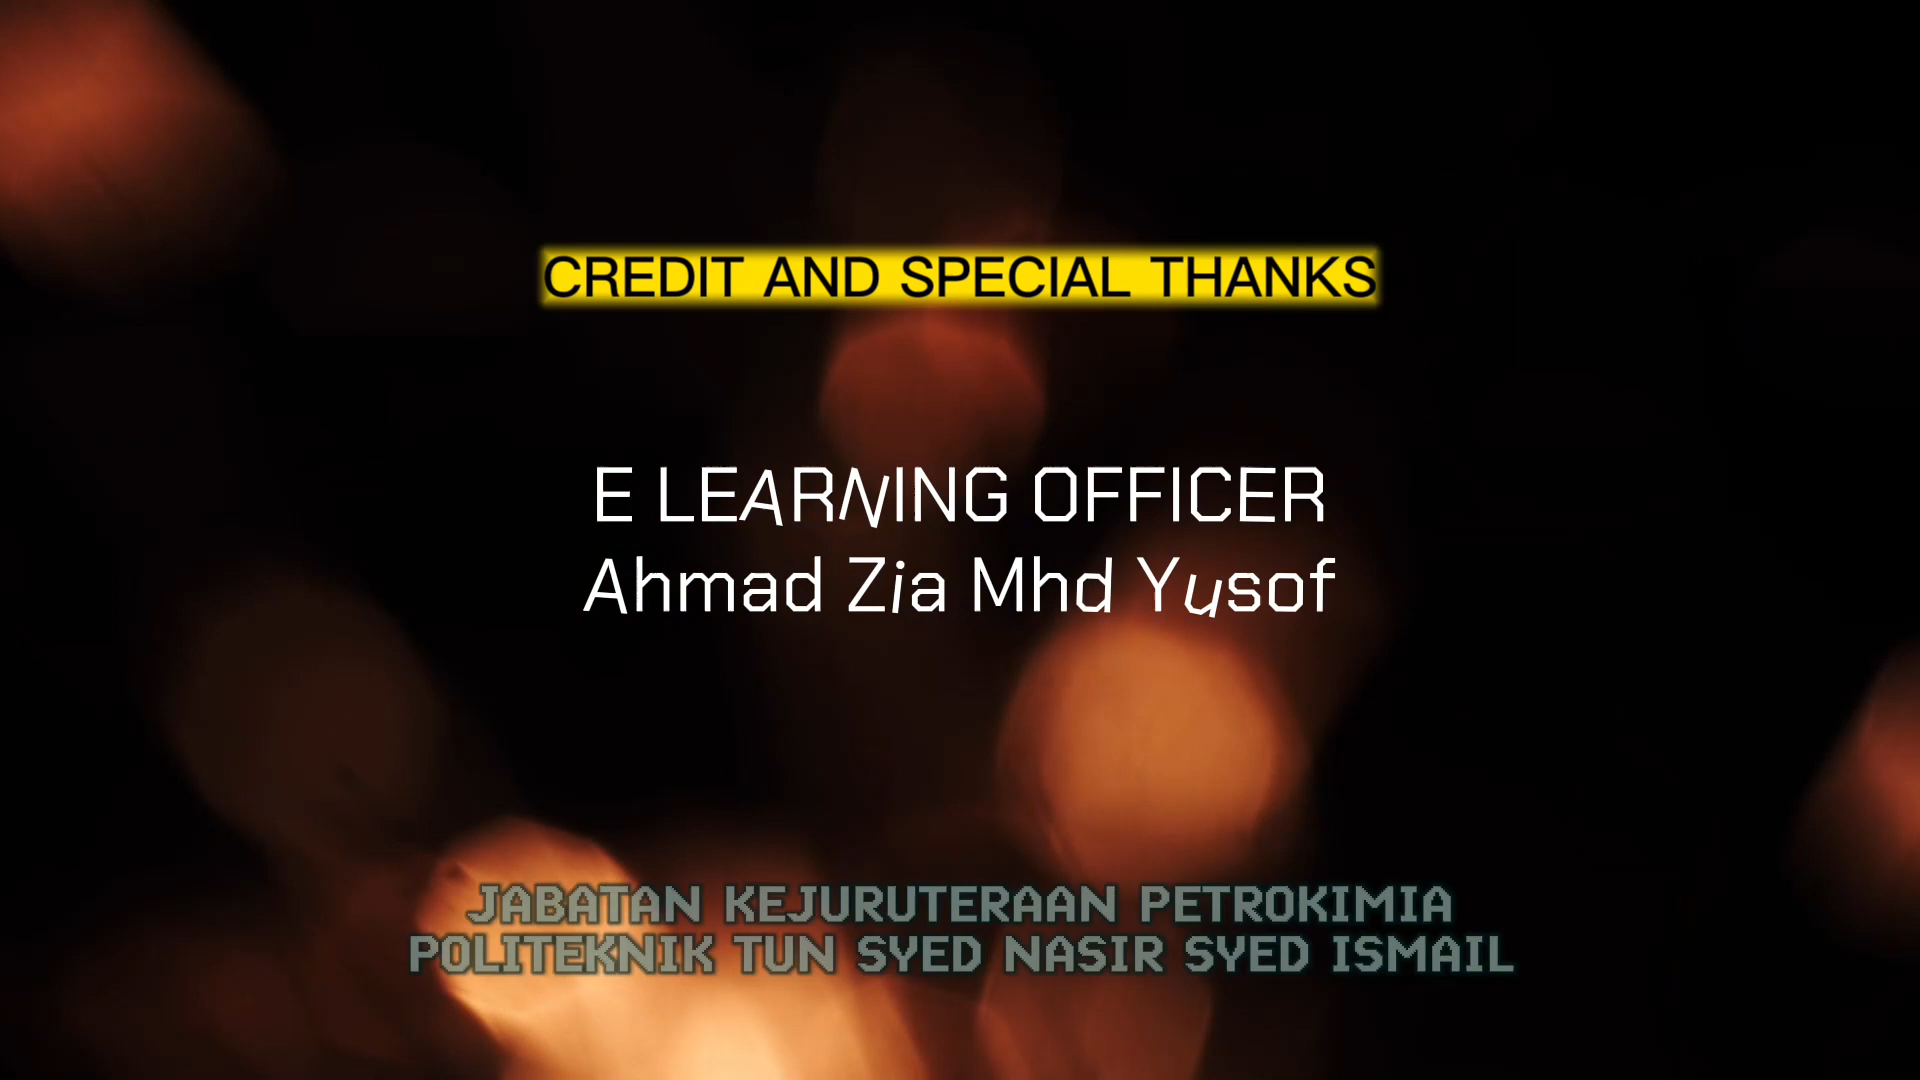 CREDIT AND SPECIAL THANKS
E LEARNING OFFICER
Ahmad Zia Mhd Yusof
JABATAN KEJURUTERAAN PETROKIMIA
POLITEKNIK TUN SYED NASIR SYED ISMAIL